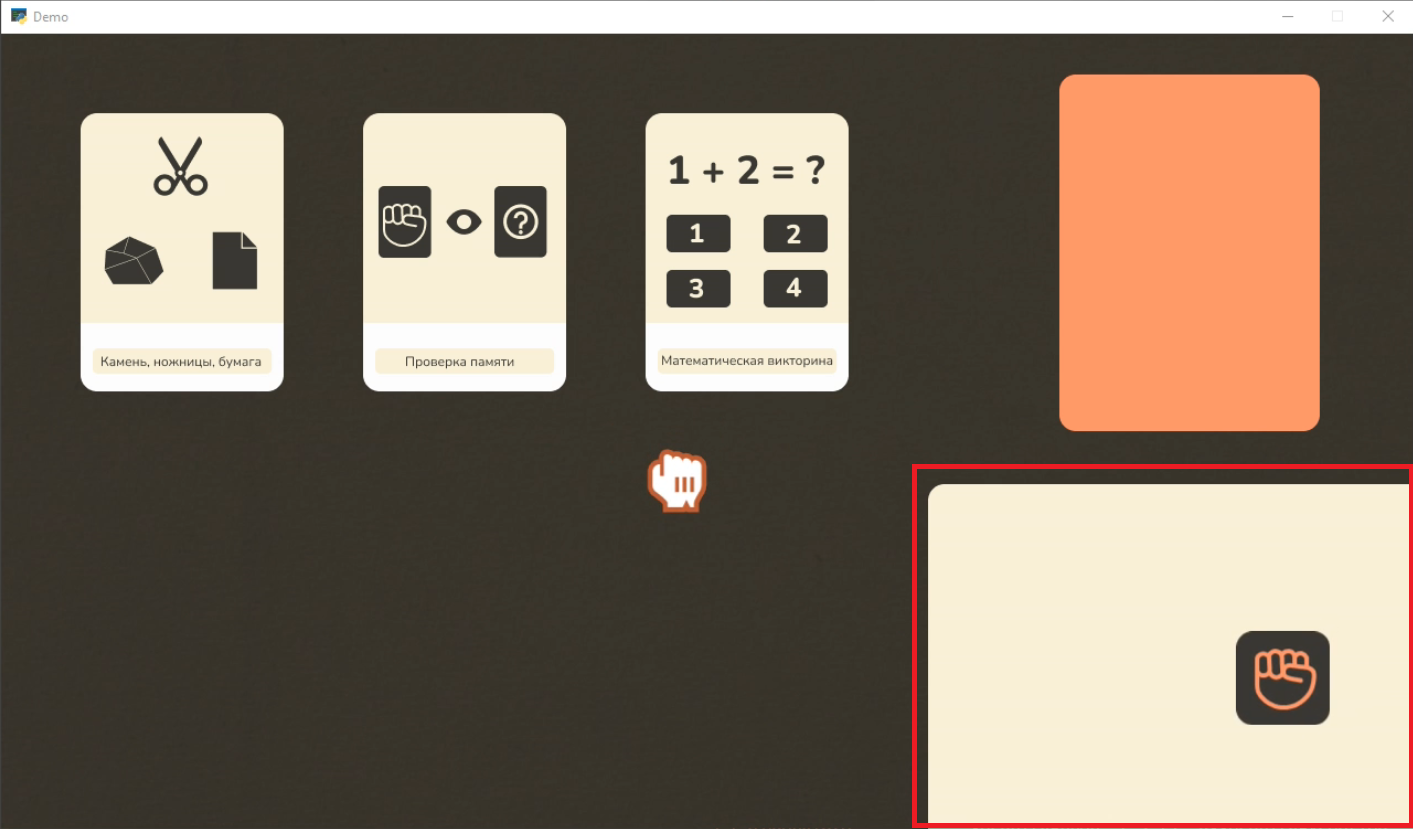 Demo
1 + 2 = ?
?
1 2
3 4
Камень, ножницы, бумага
Проверка памяти
Математическая викторина